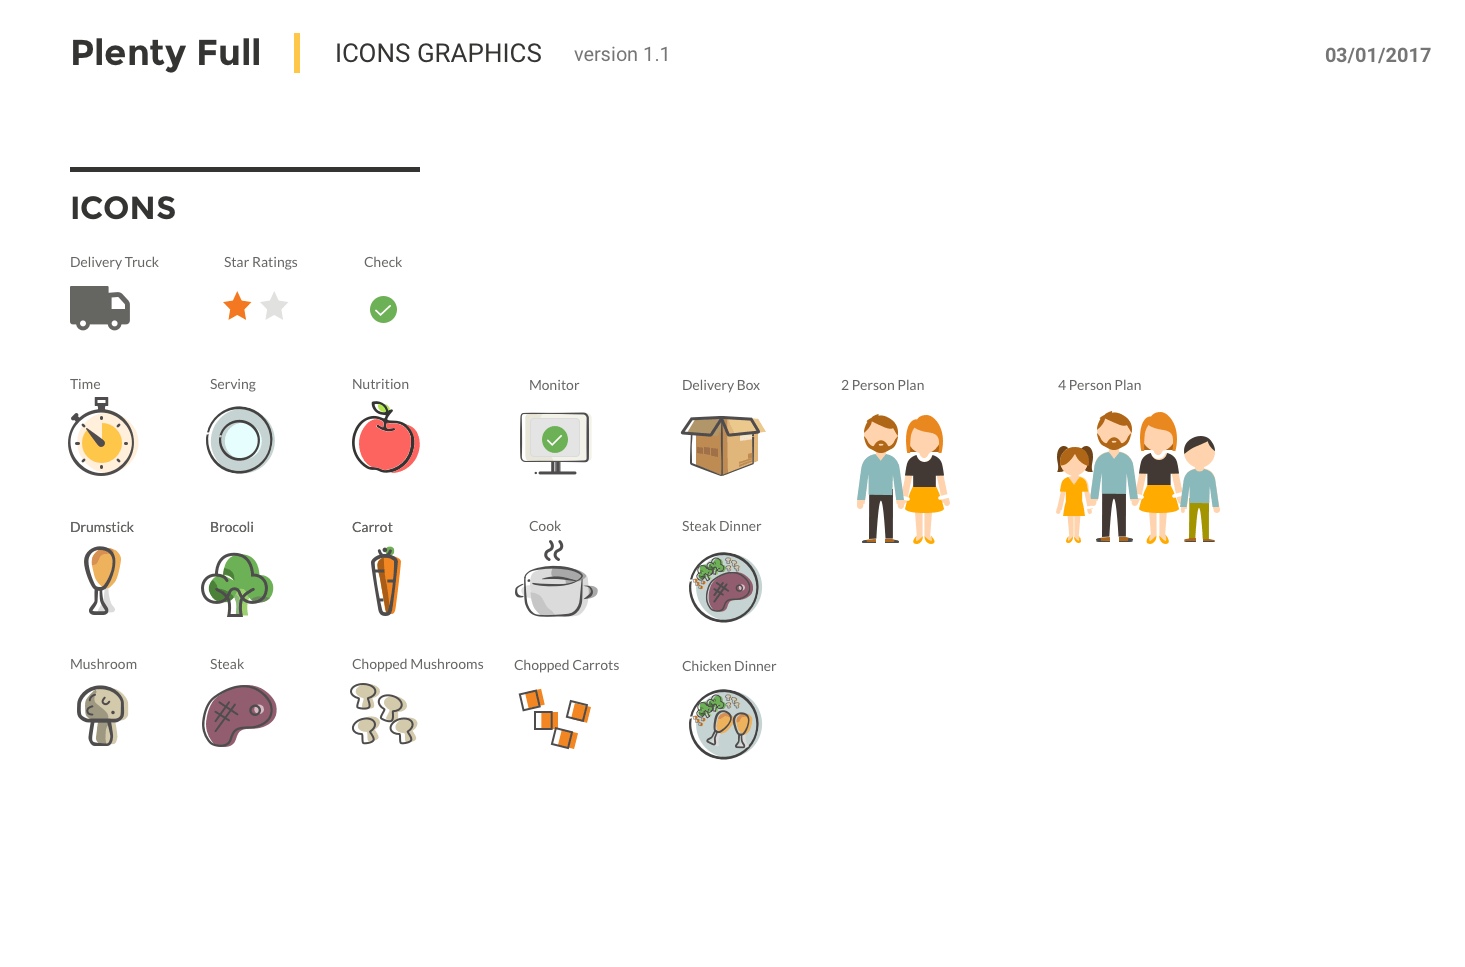 Plenty Full
ICONS GRAPHICS
version 1.1
03/01/2017
ICONS
Delivery Truck
Star Ratings
Check
Time
Serving
Nutrition
Monitor
Delivery Box
2 Person Plan
4 Person Plan
Drumstick
Brocoli
Carrot
Cook
Steak Dinner
Mushroom
Steak
Chopped Mushrooms
Chopped Carrots
Chicken Dinner